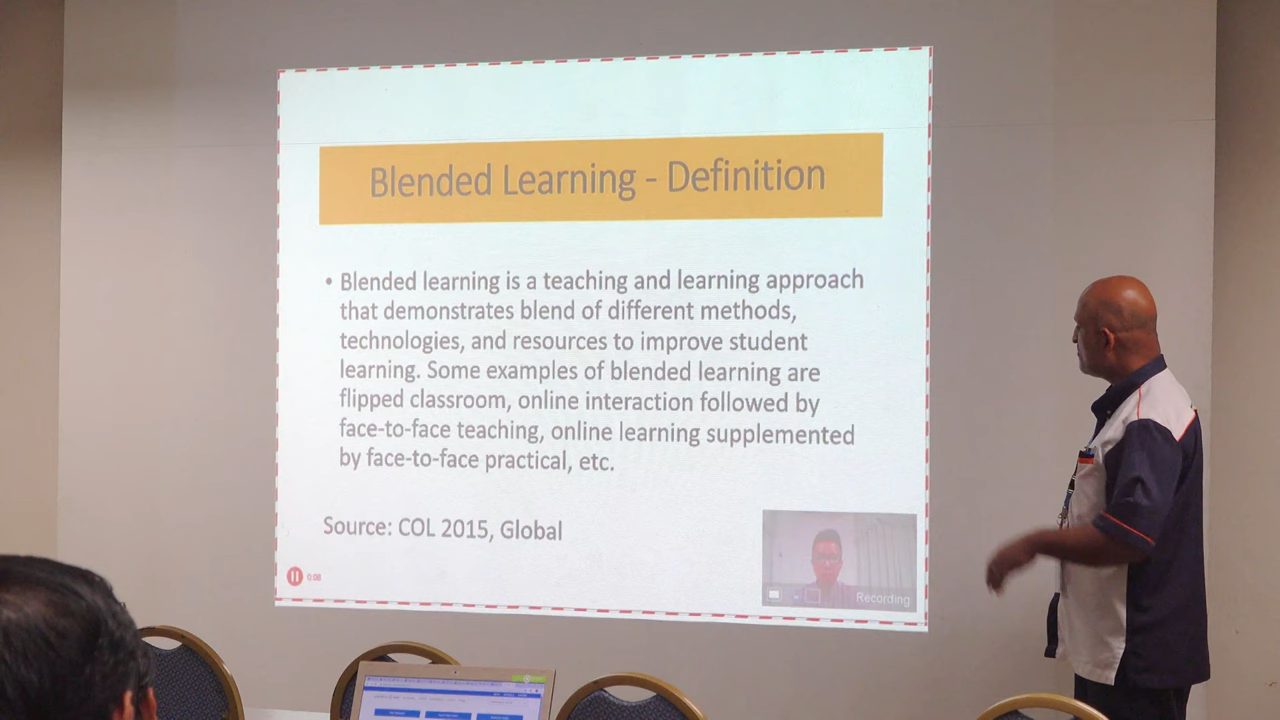 Blended Learning - Definition
• Blended learning is a teaching and learning approach
that demonstrates blend of different methods,
technologies, and resources to improve student
learning. Some examples of blended learning are
flipped classroom, online interaction followed by
face-to-face teaching, online learning supplemented
by face-to-face practical, etc.
Source: COL 2015, Global
0:08
Recording